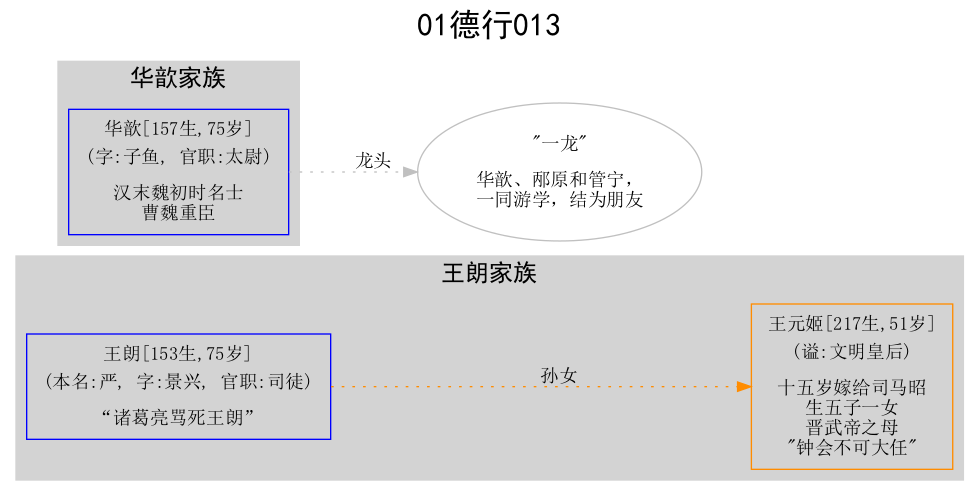 01德行013
华歆家族
华歆[157生,75岁]
(字:子鱼, 官职:太尉)
汉末魏初时名士
曹魏重臣
龙头
"一龙"
华歆、邴原和管宁，
一同游学，结为朋友
王朗家族
王朗[153生,75岁]
(本名:严, 字:景兴, 官职:司徒)
“诸葛亮骂死王朗”
孙女
王元姬[217生,51岁]
(谥:文明皇后)
十五岁嫁给司马昭
生五子一女
晋武帝之母
"钟会不可大任"